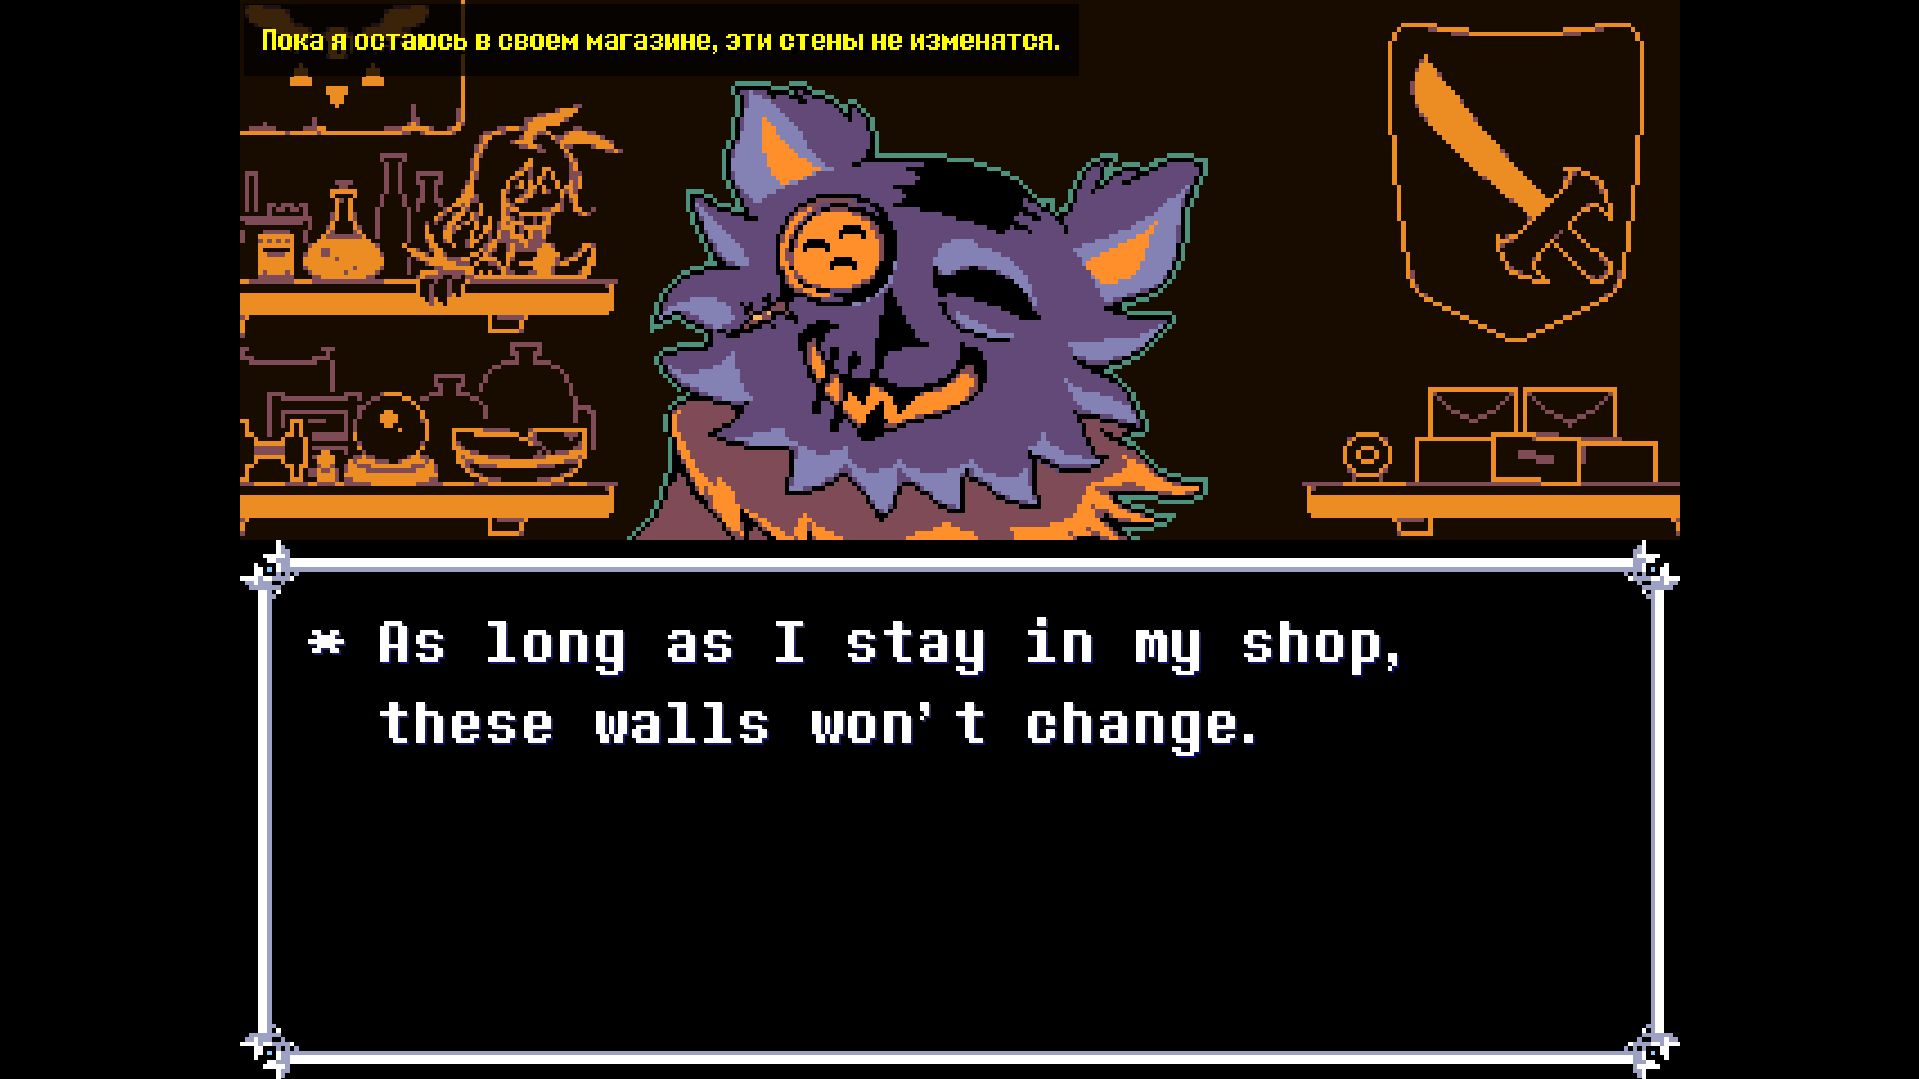 Пока я остаюсь в своем магазине, эти стены не изменятся.
* As long as I stay in my shop,
these walls won't change.